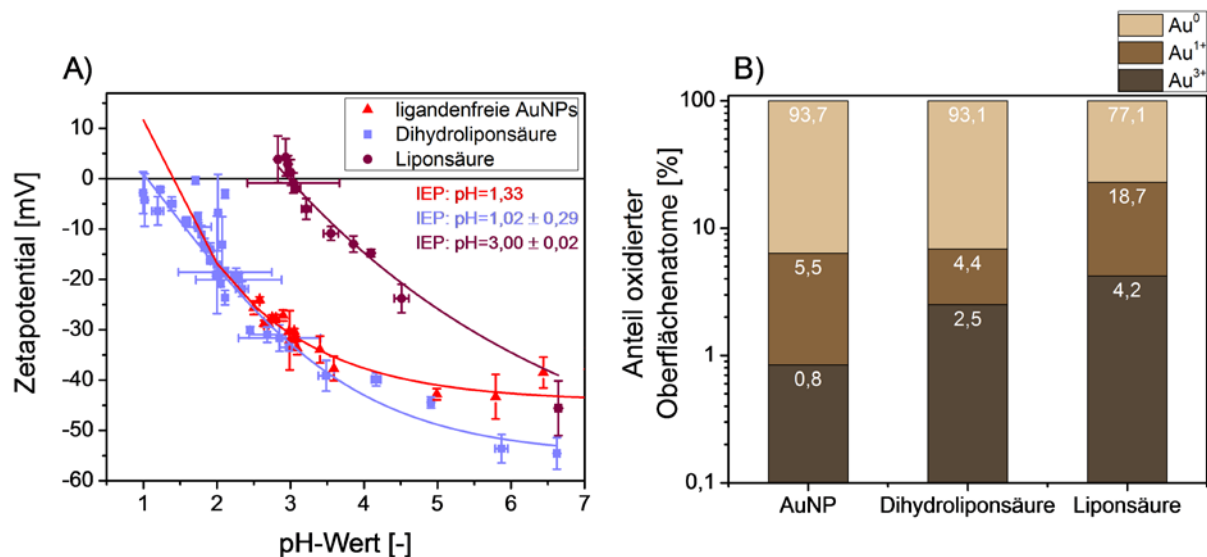 A)
Zetapotential [mV]
10
0
-10
-20
-30
-40
-50
-60
ligandenfreie AuNPs
Dihydroliponsäure
Liponsäure
IEP: pH=1,33
IEP: pH=1,02 ± 0,29
IEP: pH=3,00 ± 0,02
1 2 3 4 5 6 7
pH-Wert [-]
B)
Au⁰
Au¹⁺
Au³⁺
Anteil oxidierter
Oberflächenatome [%]
100
10
1
0,1
93,7 93,1 77,1
5,5 4,4 18,7
0,8 2,5 4,2
AuNP Dihydroliponsäure Liponsäure